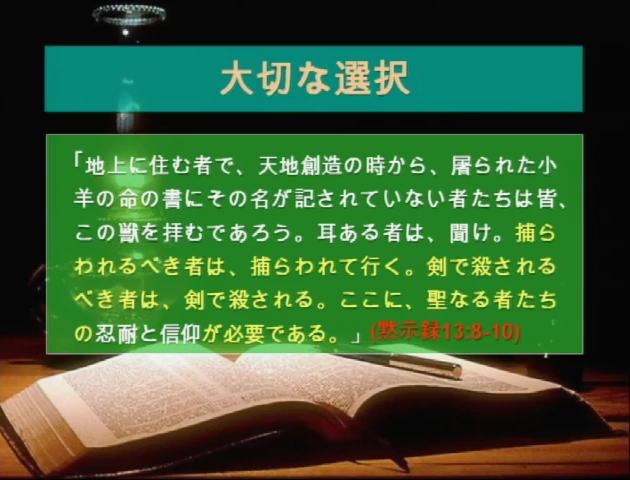 大切な選択
「地上に住む者で、天地創造の時から、屠られた小
羊の命の書にその名が記されていない者たちは皆、
この獣を拝むであろう。耳ある者は、聞け。捕ら
われるべき者は、捕らわれて行く。剣で殺される
べき者は、剣で殺される。ここに、聖なる者たち
の忍耐と信仰が必要である。」(黙示録13:8-10)